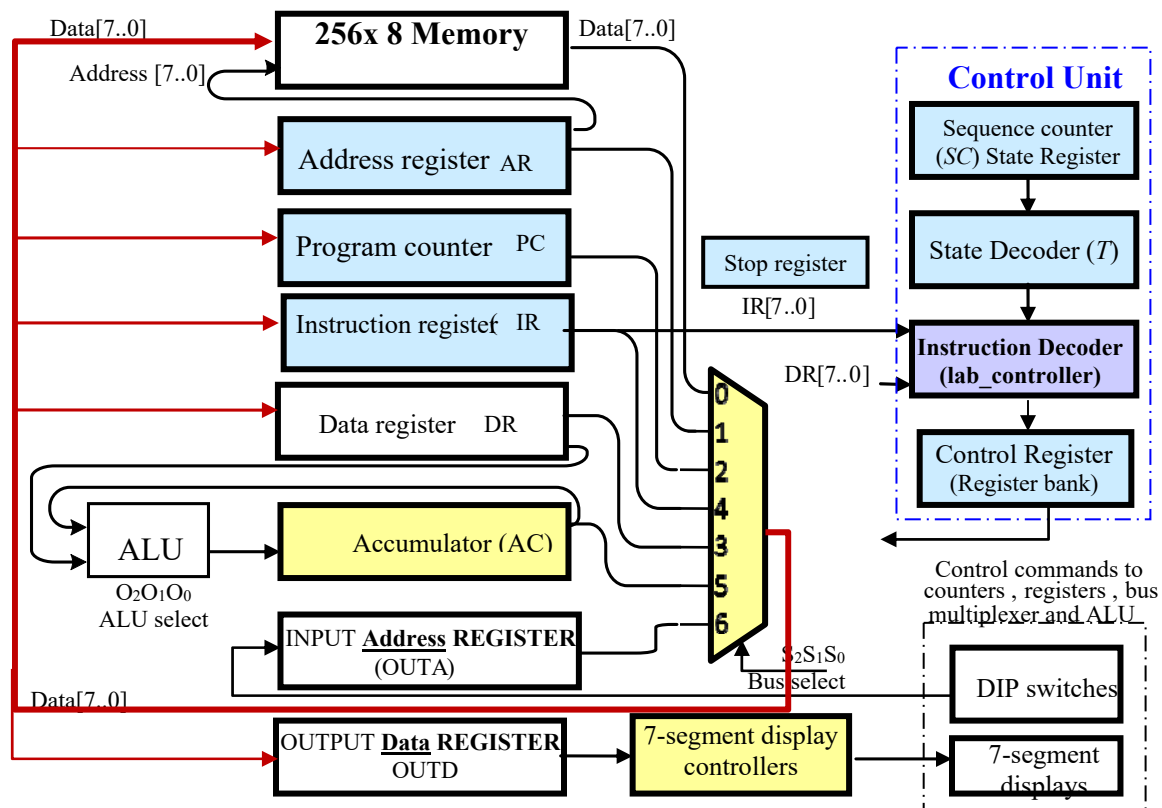 Data[7..0]
256x 8 Memory
Data[7..0]
Address [7..0]
Address register AR
Program counter PC
Instruction register( IR
Data register DR
ALU
O2O1O0
ALU select
Accumulator (AC)
INPUT Address REGISTER
(OUTA)
Data[7..0]
OUTPUT Data REGISTER
OUTD
7-segment display
controllers
0
1
2
4
3
5
6
S2S1S0
Bus select
Stop register
IR[7..0]
DR[7..0]
Control Unit
Sequence counter
(SC) State Register
State Decoder (T)
Instruction Decoder
(lab_controller)
Control Register
(Register bank)
Control commands to
counters , registers , bus
multiplexer and ALU
DIP switches
7-segment
displays